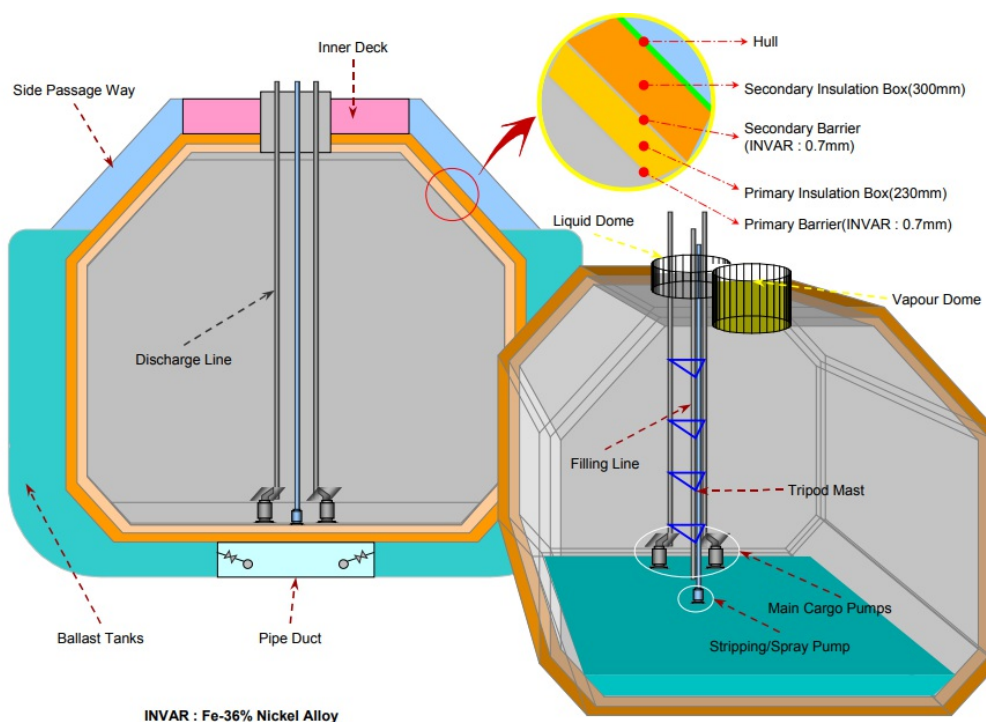 Inner Deck
Side Passage Way
Hull
Secondary Insulation Box(300mm)
Secondary Barrier
(INVAR : 0.7mm)
Primary Insulation Box(230mm)
Primary Barrier(INVAR : 0.7mm)
Liquid Dome
Vapour Dome
Discharge Line
Filling Line
Tripod Mast
Main Cargo Pumps
Stripping/Spray Pump
Ballast Tanks
Pipe Duct
INVAR : Fe-36% Nickel Alloy